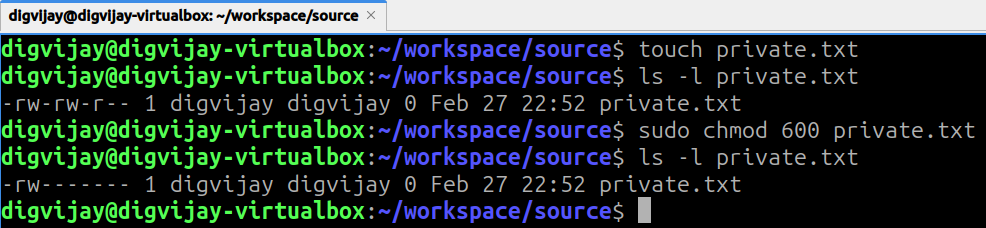 digvijay@digvijay-virtualbox: ~/workspace/source ×
digvijay@digvijay-virtualbox:~/workspace/source$ touch private.txt
digvijay@digvijay-virtualbox:~/workspace/source$ ls -l private.txt
-rw-rw-r-- 1 digvijay digvijay 0 Feb 27 22:52 private.txt
digvijay@digvijay-virtualbox:~/workspace/source$ sudo chmod 600 private.txt
digvijay@digvijay-virtualbox:~/workspace/source$ ls -l private.txt
-rw------- 1 digvijay digvijay 0 Feb 27 22:52 private.txt
digvijay@digvijay-virtualbox:~/workspace/source$